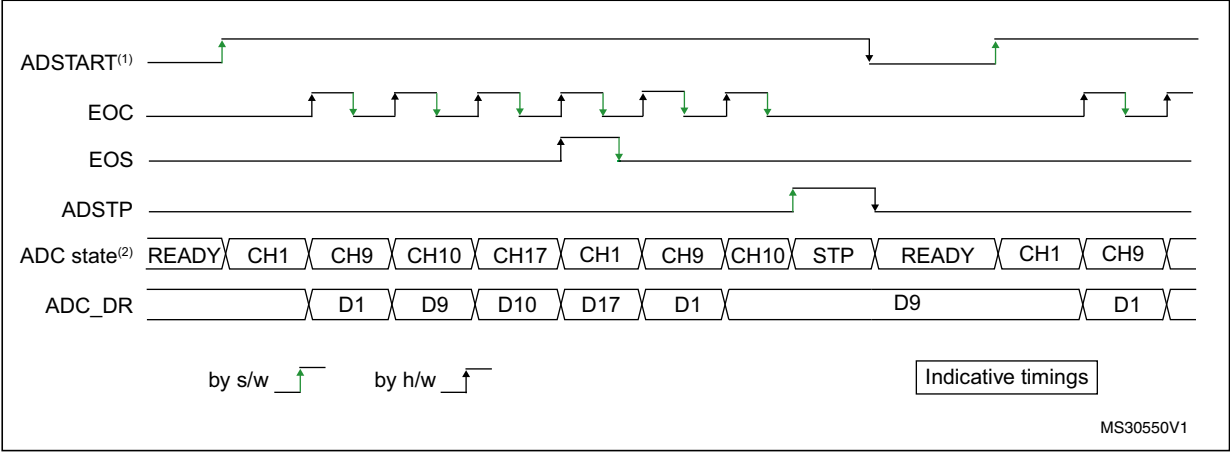 ADSTART(1)
EOC
EOS
ADSTP
ADC state(2) READY CH1 CH9 CH10 CH17 CH1 CH9 CH10 STP READY CH1 CH9
ADC_DR D1 D9 D10 D17 D1 D9 D1
by s/w by h/w Indicative timings
MS30550V1